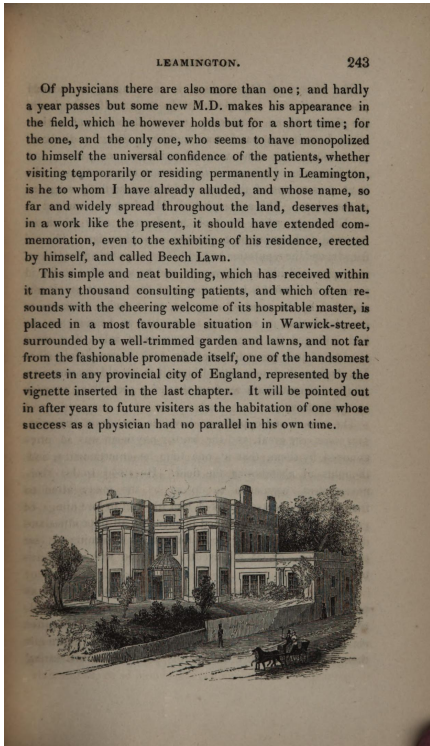 LEAMINGTON. 243
Of physicians there are also more than one; and hardly
a year passes but some new M.D. makes his appearance in
the field, which he however holds but for a short time; for
the one, and the only one, who seems to have monopolized
to himself the universal confidence of the patients, whether
visiting temporarily or residing permanently in Leamington,
is he to whom I have already alluded, and whose name, so
far and widely spread throughout the land, deserves that,
in a work like the present, it should have extended com-
memoration, even to the exhibiting of his residence, erected
by himself, and called Beech Lawn.
This simple and neat building, which has received within
it many thousand consulting patients, and which often re-
sounds with the cheering welcome of its hospitable master, is
placed in a most favourable situation in Warwick-street,
surrounded by a well-trimmed garden and lawns, and not far
from the fashionable promenade itself, one of the handsomest
streets in any provincial city of England, represented by the
vignette inserted in the last chapter. It will be pointed out
in after years to future visiters as the habitation of one whose
success as a physician had no parallel in his own time.